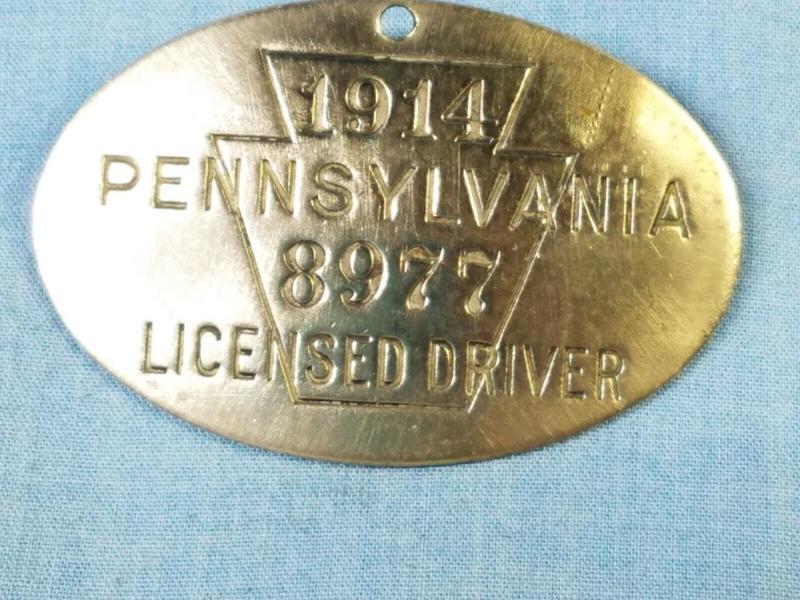 1914
PENNSYLVANIA
8977
LICENSED DRIVER